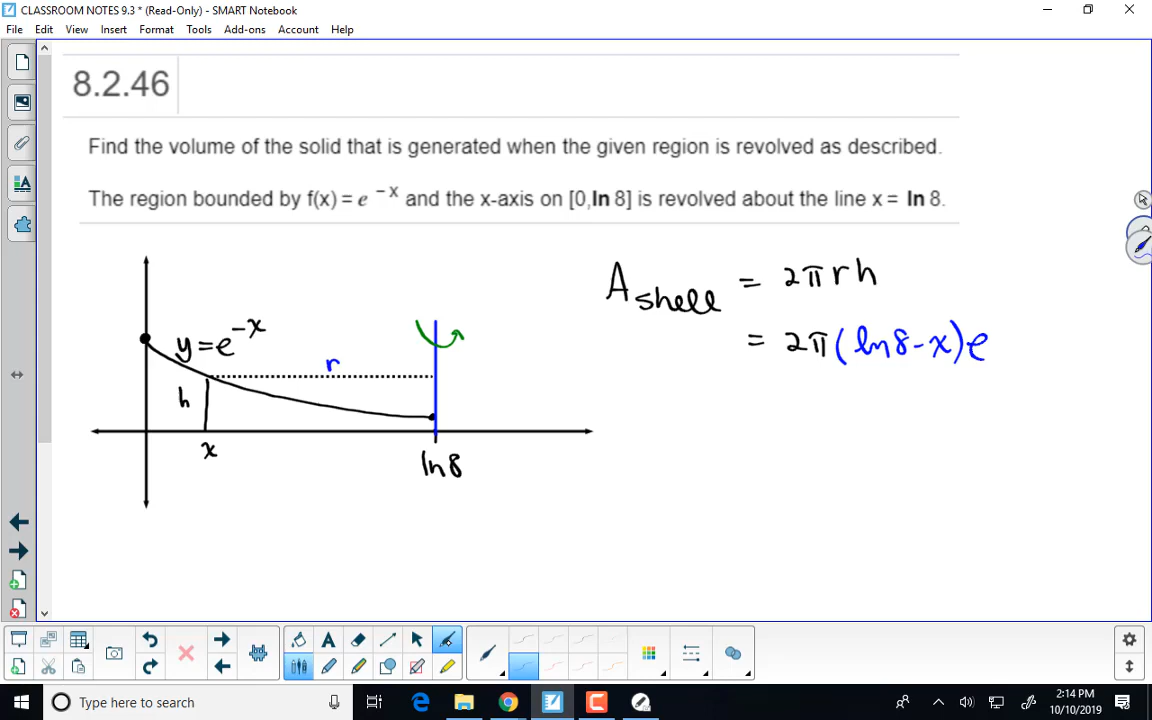 CLASSROOM NOTES 9.3 * (Read-Only) - SMART Notebook
File Edit View Insert Format Tools Add-ons Account Help
8.2.46
Find the volume of the solid that is generated when the given region is revolved as described.
The region bounded by f(x) = e^{-x} and the x-axis on [0,ln 8] is revolved about the line x = ln 8.
A_{shell} = 2πrh
= 2π(ln8-x)e
y=e^{-x}
r
h
x
ln8
Type here to search
2:14 PM
10/10/2019